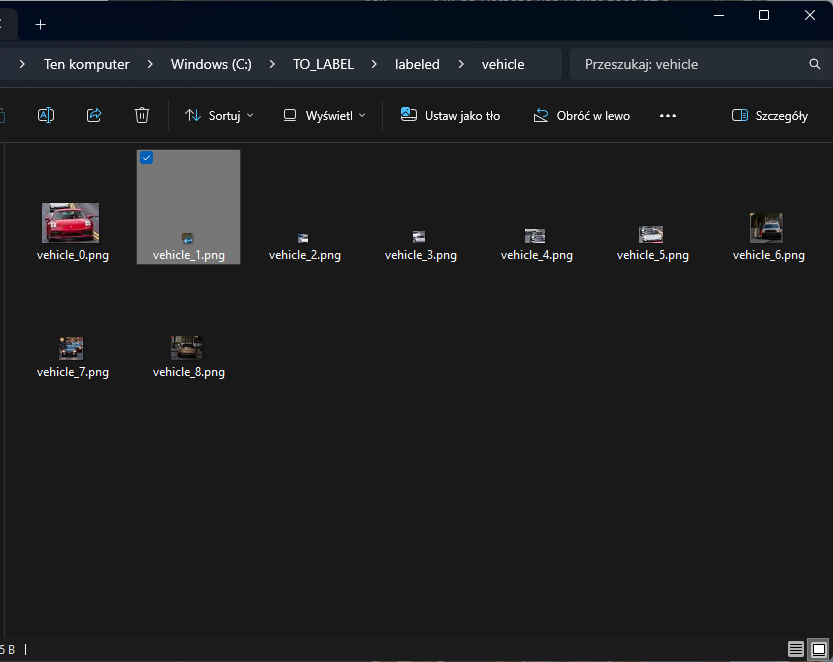 Ten komputer > Windows (C:) > TO_LABEL > labeled > vehicle
Przeszukaj: vehicle
Sortuj
Wyświetl
Ustaw jako tło
Obróć w lewo
Szczegóły
vehicle_0.png
vehicle_1.png
vehicle_2.png
vehicle_3.png
vehicle_4.png
vehicle_5.png
vehicle_6.png
vehicle_7.png
vehicle_8.png